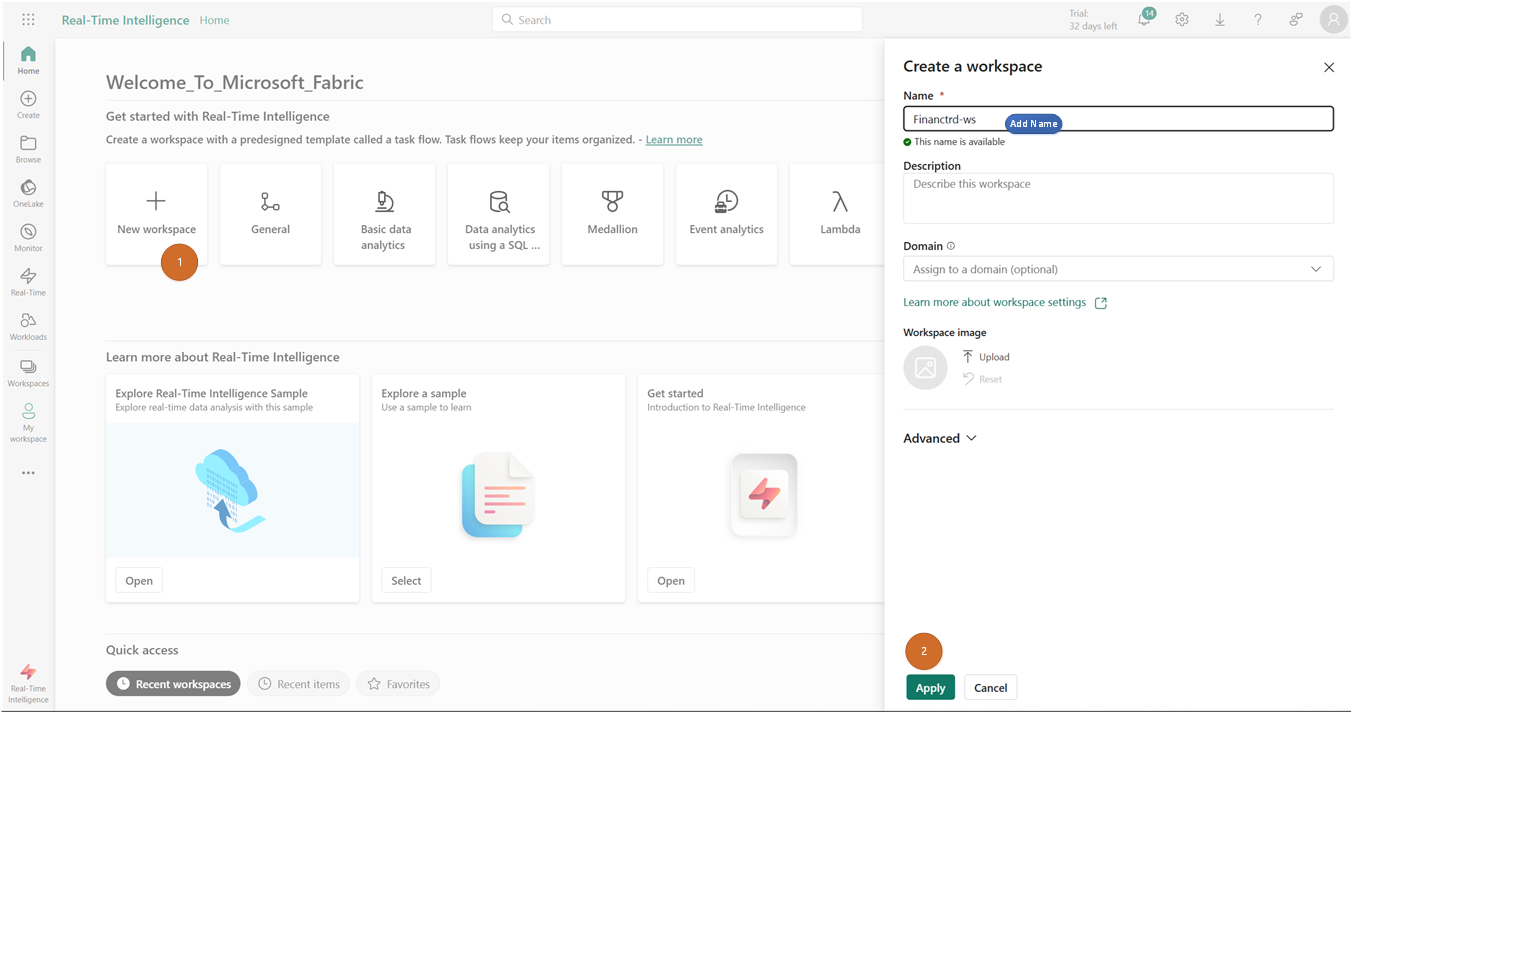 Real-Time Intelligence Home
Search
Trial:
32 days left
14
Home
Create
Browse
OneLake
Monitor
Real-Time
Workloads
Workspaces
My
workspace
Real-Time
Intelligence
Welcome_To_Microsoft_Fabric
Get started with Real-Time Intelligence
Create a workspace with a predesigned template called a task flow. Task flows keep your items organized. - Learn more
New workspace
1
General
Basic data
analytics
Data analytics
using a SQL ...
Medallion
Event analytics
Lambda
Learn more about Real-Time Intelligence
Explore Real-Time Intelligence Sample
Explore real-time data analysis with this sample
Open
Explore a sample
Use a sample to learn
Select
Get started
Introduction to Real-Time Intelligence
Open
Quick access
Recent workspaces
Recent items
Favorites
Create a workspace
Name *
Financtrd-ws
Add Name
This name is available
Description
Describe this workspace
Domain
Assign to a domain (optional)
Learn more about workspace settings
Workspace image
Upload
Reset
Advanced
2
Apply
Cancel